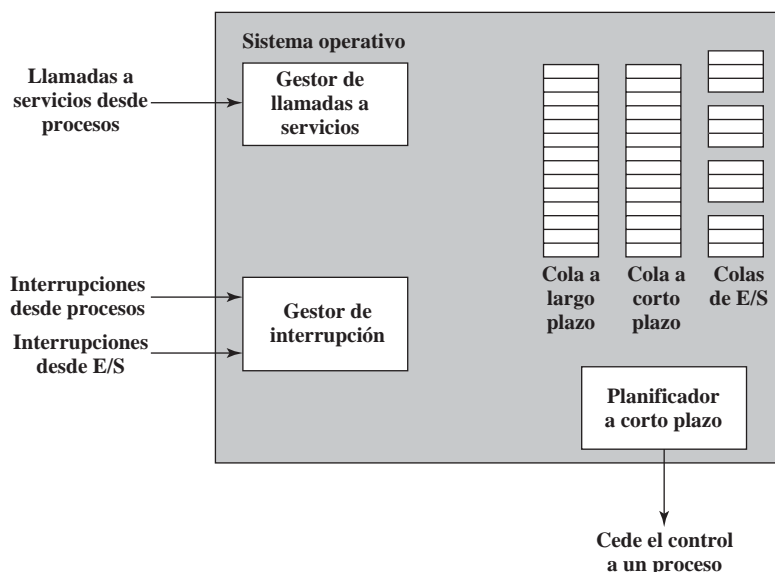 Sistema operativo
Llamadas a
servicios desde
procesos
Gestor de
llamadas a
servicios
Interrupciones
desde procesos
Interrupciones
desde E/S
Gestor de
interrupción
Cola a
largo
plazo
Cola a
corto
plazo
Colas
de E/S
Planificador
a corto plazo
Cede el control
a un proceso